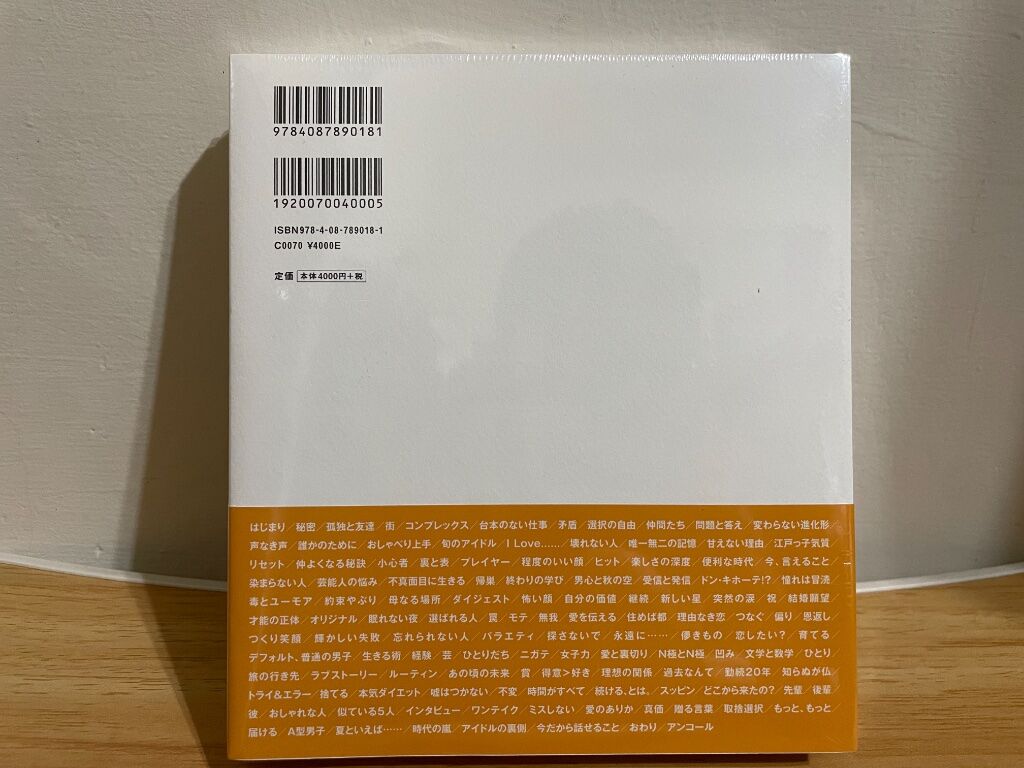 9784087890181
1920070040005
ISBN978-4-08-789018-1
C0070 ¥4000E
定価 本体4000円+税
はじまり／秘密／孤独と友達／街／コンプレックス／台本のない仕事／矛盾／選択の自由／仲間たち／問題と答え／変わらない進化形／
声なき声／誰かのために／おしゃべり上手／旬のアイドル／I Love……／壊れない人／唯一無二の記憶／甘えない理由／江戸っ子気質
リセット／仲よくなる秘訣／小心者／裏と表／プレイヤー／程度のいい顔／ヒット／楽しさの深度／便利な時代／今、言えること／
染まらない人／芸能人の悩み／不真面目に生きる／帰巣／終わりの学び／男心と秋の空／受信と発信／ドン・キホーテ!?／憧れは冒涜
毒とユーモア／約束やぶり／母なる場所／ダイジェスト／怖い顔／自分の価値／継続／新しい星／突然の涙／祝／結婚願望／
才能の正体／オリジナル／眠れない夜／選ばれる人／罠／モテ／無我／愛を伝える／住めば都／理由なき恋／つなぐ／偏り／恩返し／
つくり笑顔／輝かしい失敗／忘れられない人／バラエティ／探さないで／永遠に……／儚きもの／恋したい?／育てる
デフォルト、普通の男子／生きる術／経験／芸／ひとりだち／ニガテ／女子力／愛と裏切り／N極とN極／凹み／文学と数学／ひとり
旅の行き先／ラブストーリー／ルーティン／あの頃の未来／賞／得意>好き／理想の関係／過去なんて／勤続20年／知らぬが仏
トライ&エラー／捨てる／本気ダイエット／嘘はつかない／不変／時間がすべて／続ける、とは。／スッピン／どこから来たの?／先輩／後輩
彼／おしゃれな人／似ている5人／インタビュー／ワンテイク／ミスしない／愛のありか／真価／贈る言葉／取捨選択／もっと、もっと
届ける／A型男子／夏といえば……／時代の嵐／アイドルの裏側／今だから話せること／おわり／アンコール